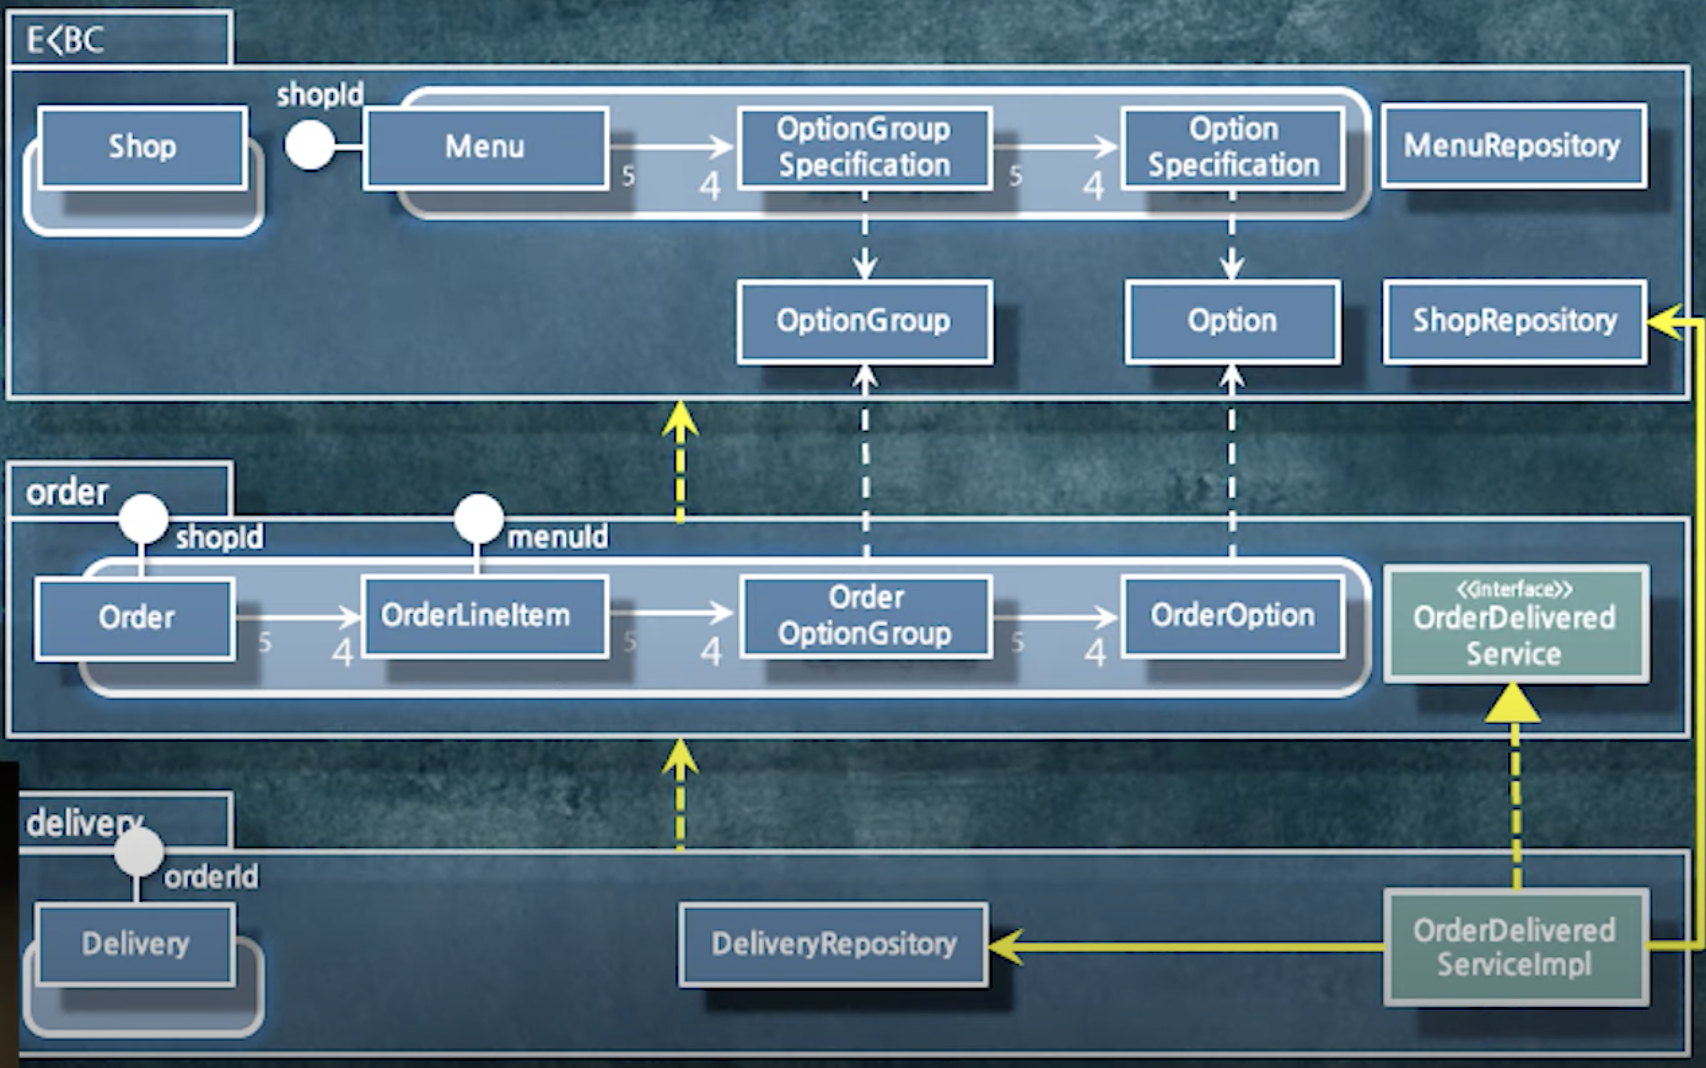 E<BC
shopId
Shop
Menu
OptionGroup
Specification
Option
Specification
MenuRepository
5
4
5
4
OptionGroup
Option
ShopRepository
order
shopId
menuId
Order
OrderLineItem
Order
OptionGroup
OrderOption
<<interface>>
OrderDelivered
Service
5
4
5
4
5
4
delivery
orderId
Delivery
DeliveryRepository
OrderDelivered
ServiceImpl